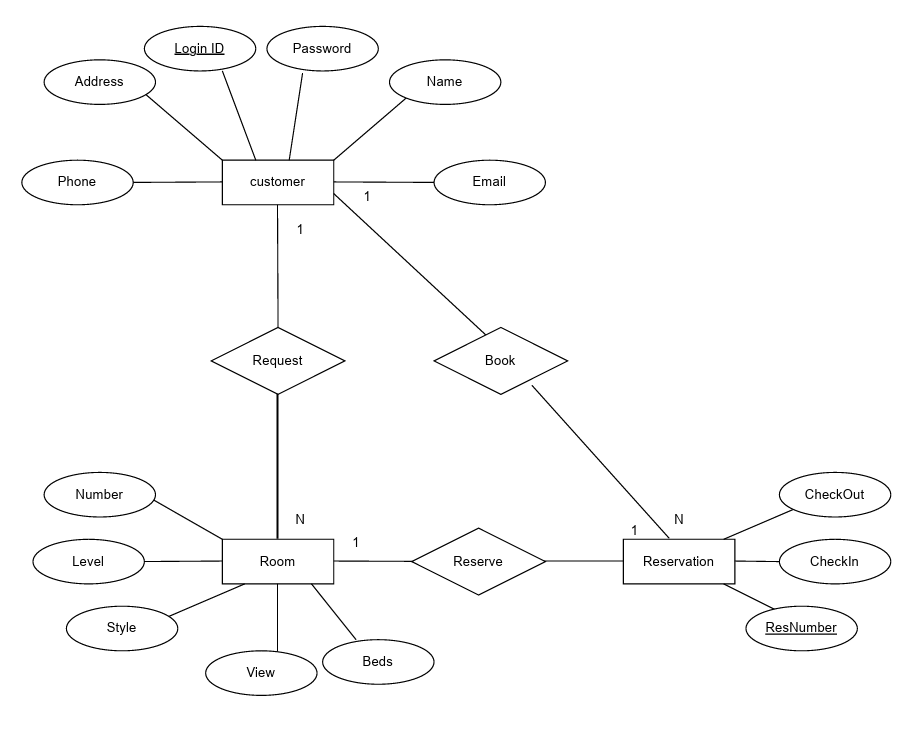 Login ID
Password
Address
Name
Phone
customer
Email
1
1
Request
Book
Number
CheckOut
N
N
1
1
Level
Room
Reserve
Reservation
CheckIn
Style
ResNumber
View
Beds